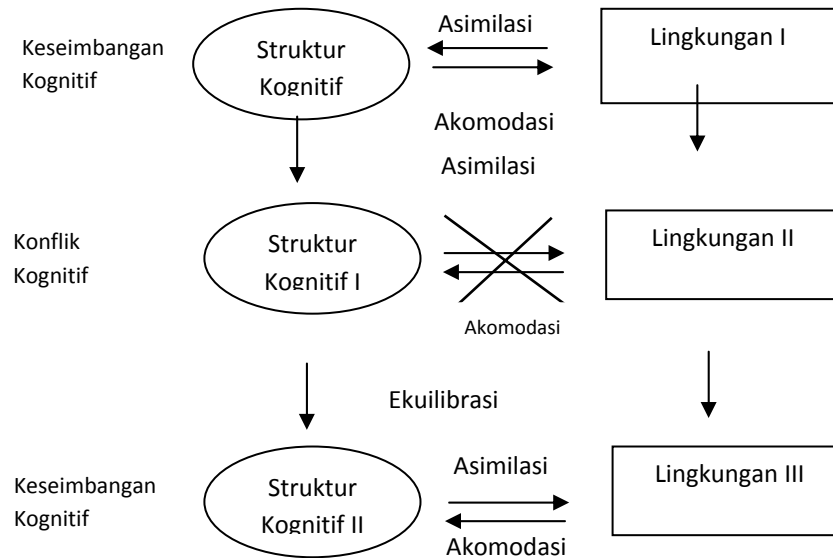 Keseimbangan
Kognitif
Struktur
Kognitif
Asimilasi
Akomodasi
Lingkungan I
Konflik
Kognitif
Struktur
Kognitif I
Asimilasi
Akomodasi
Lingkungan II
Ekuilibrasi
Keseimbangan
Kognitif
Struktur
Kognitif II
Asimilasi
Akomodasi
Lingkungan III